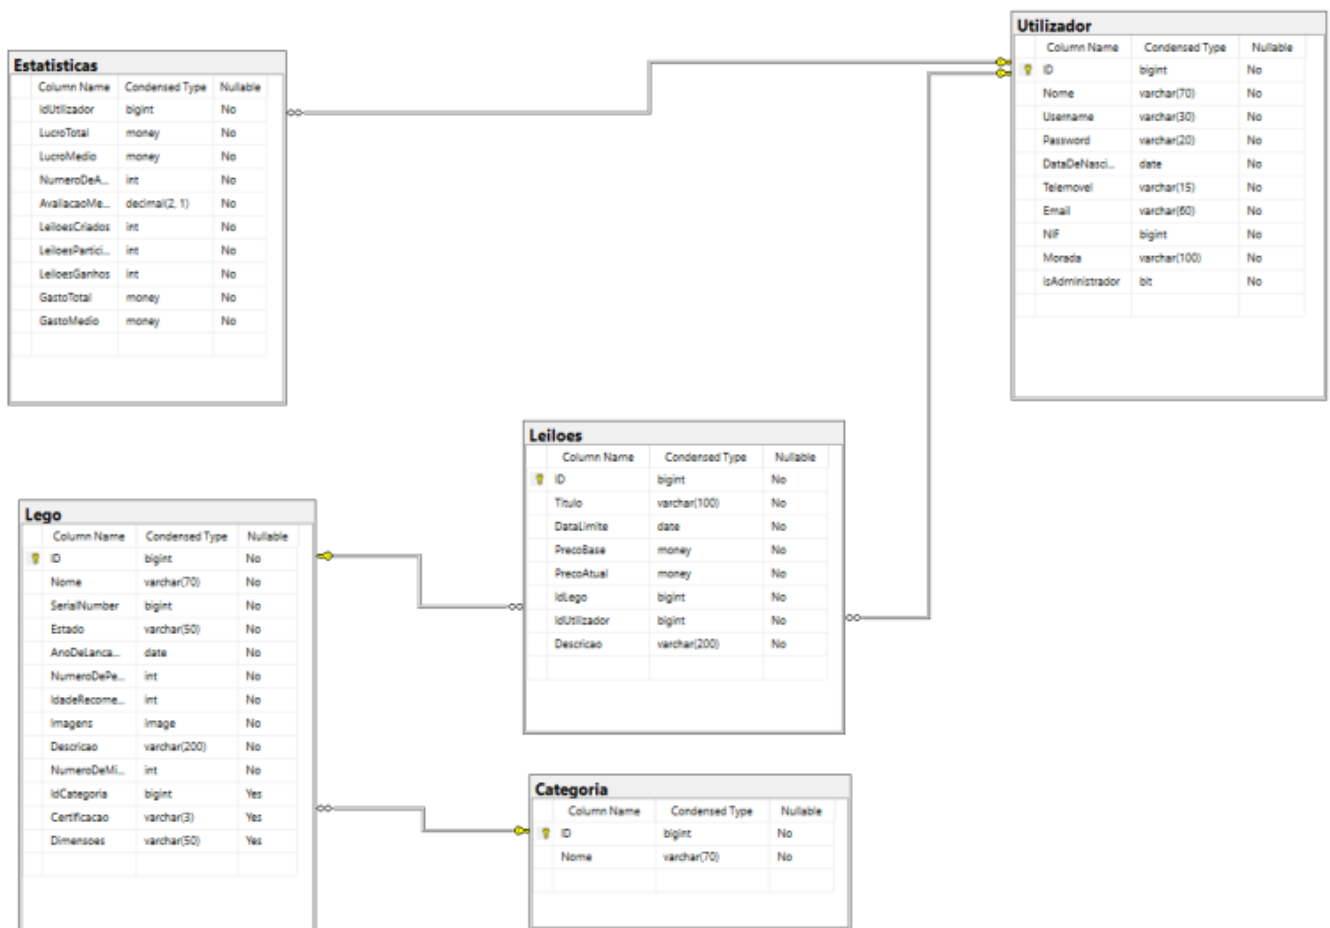 Estatisticas
Column Name Condensed Type Nullable
IdUtilizador bigint No
LucroTotal money No
LucroMedio money No
NumeroDeA... int No
AvaliacaoMe... decimal(2, 1) No
LeiloesCriados int No
LeiloesPartici... int No
LeiloesGanhos int No
GastoTotal money No
GastoMedio money No
Utilizador
Column Name Condensed Type Nullable
ID bigint No
Nome varchar(70) No
Username varchar(30) No
Password varchar(20) No
DataDeNasci... date No
Telemovel varchar(15) No
Email varchar(60) No
NIF bigint No
Morada varchar(100) No
IsAdministrador bit No
Leiloes
Column Name Condensed Type Nullable
ID bigint No
Titulo varchar(100) No
DataLimite date No
PrecoBase money No
PrecoAtual money No
IdLego bigint No
IdUtilizador bigint No
Descricao varchar(200) No
Lego
Column Name Condensed Type Nullable
ID bigint No
Nome varchar(70) No
SerialNumber bigint No
Estado varchar(50) No
AnoDeLanca... date No
NumeroDePe... int No
IdadeRecome... int No
Imagens image No
Descricao varchar(200) No
NumeroDeMi... int No
IdCategoria bigint Yes
Certificacao varchar(3) Yes
Dimensoes varchar(50) Yes
Categoria
Column Name Condensed Type Nullable
ID bigint No
Nome varchar(70) No